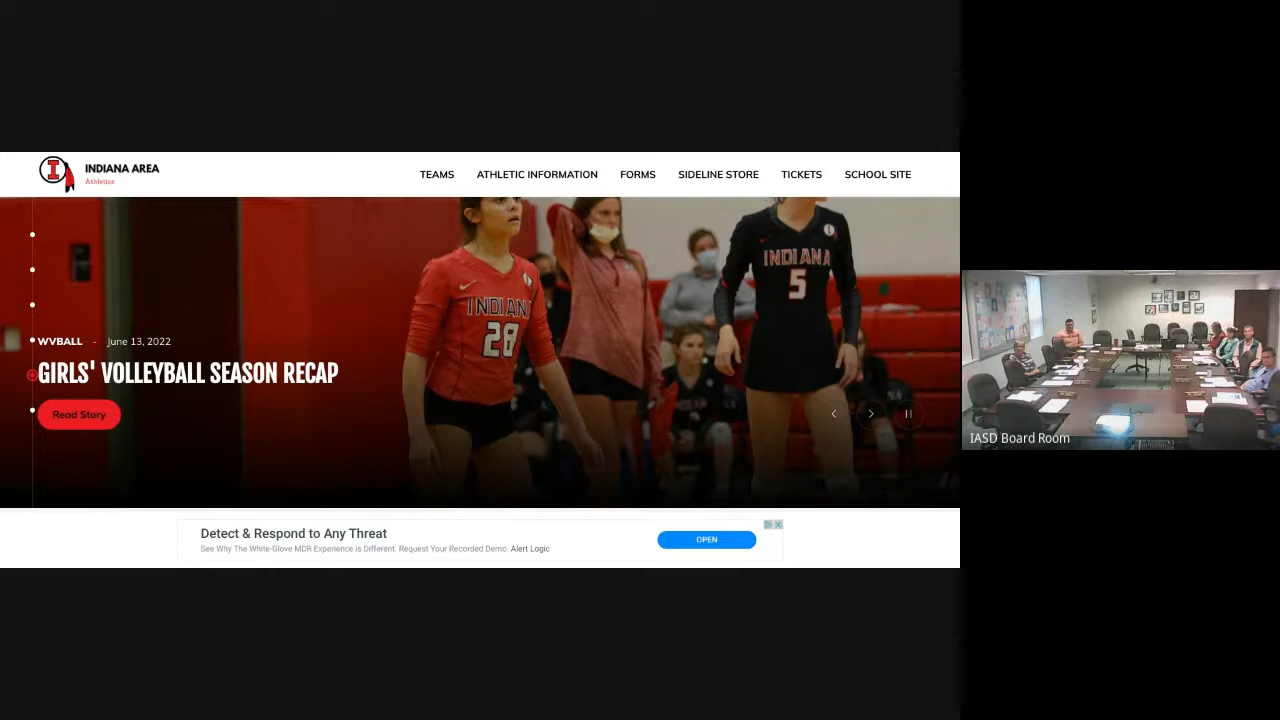 I
INDIANA AREA
Athletics
TEAMS
ATHLETIC INFORMATION
FORMS
SIDELINE STORE
TICKETS
SCHOOL SITE
INDIANA
5
INDIAN
28
WVBALL - June 13, 2022
GIRLS' VOLLEYBALL SEASON RECAP
Read Story
IASD Board Room
Detect & Respond to Any Threat
See Why The White-Glove MDR Experience is Different. Request Your Recorded Demo. Alert Logic
OPEN